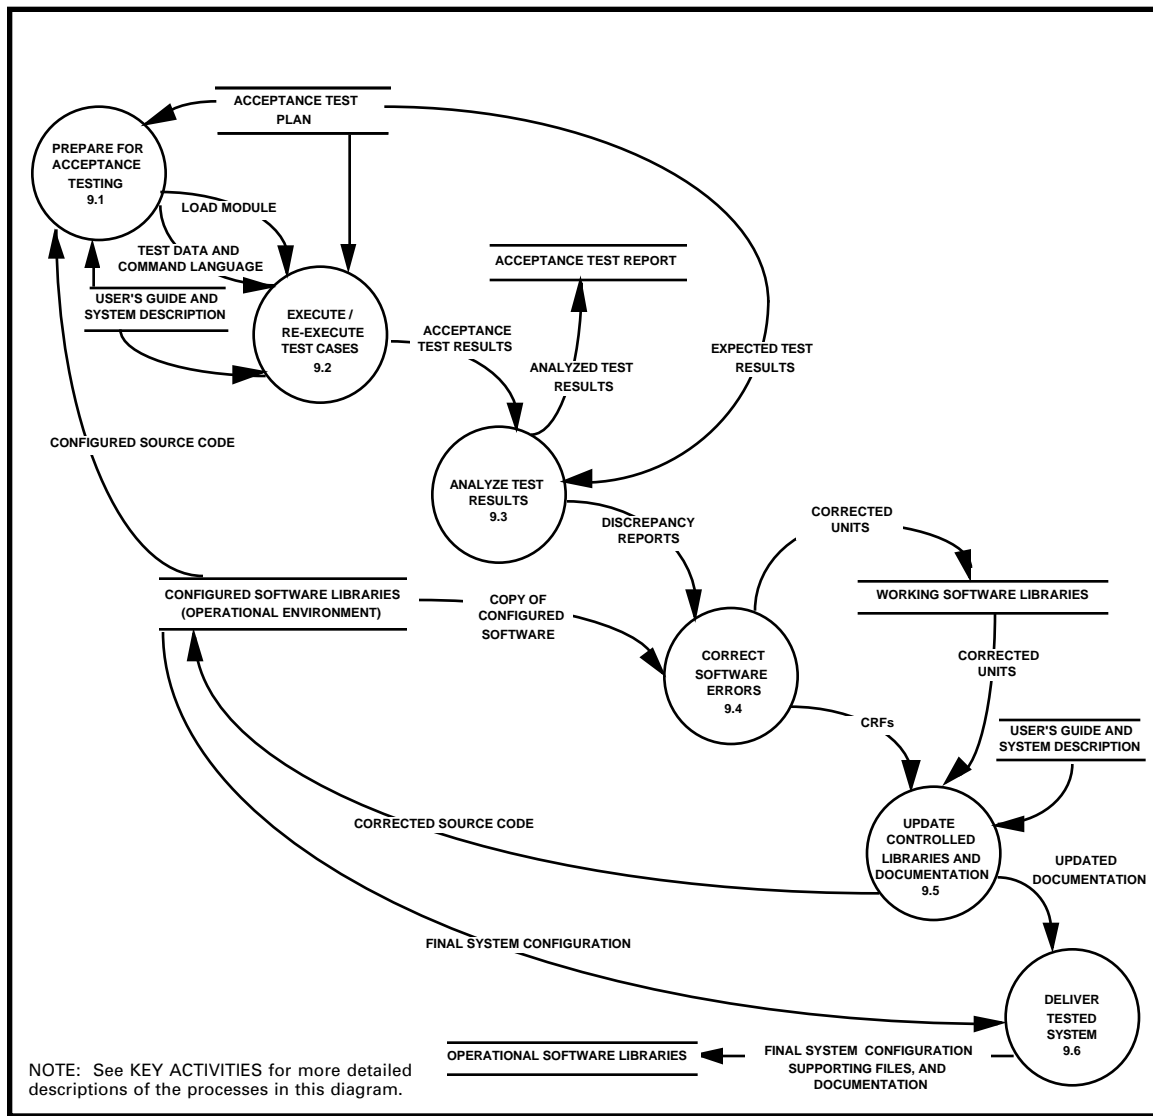 ACCEPTANCE TEST
PLAN
PREPARE FOR
ACCEPTANCE
TESTING
9.1
LOAD MODULE
TEST DATA AND
COMMAND LANGUAGE
USER'S GUIDE AND
SYSTEM DESCRIPTION
EXECUTE /
RE-EXECUTE
TEST CASES
9.2
ACCEPTANCE
TEST RESULTS
ACCEPTANCE TEST REPORT
ANALYZED TEST
RESULTS
EXPECTED TEST
RESULTS
CONFIGURED SOURCE CODE
ANALYZE TEST
RESULTS
9.3
DISCREPANCY
REPORTS
CORRECTED
UNITS
CONFIGURED SOFTWARE LIBRARIES
(OPERATIONAL ENVIRONMENT)
COPY OF
CONFIGURED
SOFTWARE
WORKING SOFTWARE LIBRARIES
CORRECT
SOFTWARE
ERRORS
9.4
CORRECTED
UNITS
CRFs
USER'S GUIDE AND
SYSTEM DESCRIPTION
CORRECTED SOURCE CODE
UPDATE
CONTROLLED
LIBRARIES AND
DOCUMENTATION
9.5
UPDATED
DOCUMENTATION
FINAL SYSTEM CONFIGURATION
DELIVER
TESTED
SYSTEM
9.6
OPERATIONAL SOFTWARE LIBRARIES
FINAL SYSTEM CONFIGURATION
SUPPORTING FILES, AND
DOCUMENTATION
NOTE: See KEY ACTIVITIES for more detailed
descriptions of the processes in this diagram.